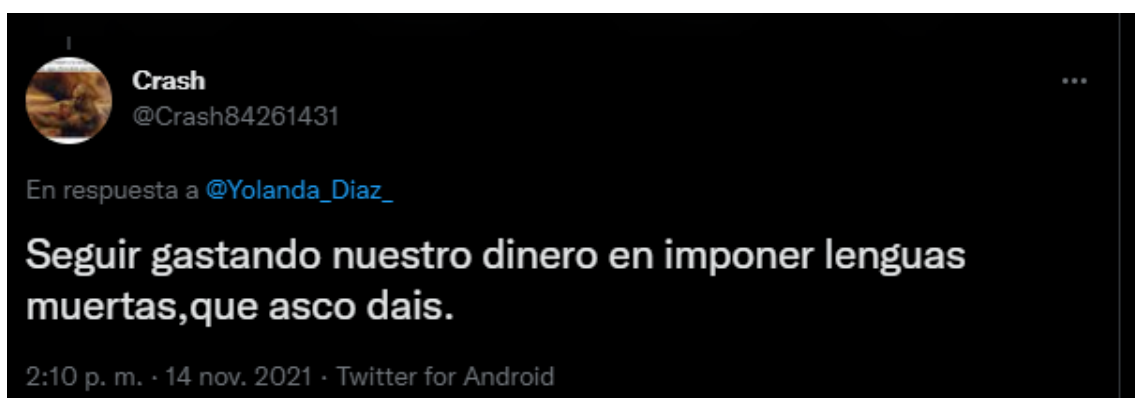 Crash
@Crash84261431
En respuesta a @Yolanda_Diaz_
Seguir gastando nuestro dinero en imponer lenguas
muertas,que asco dais.
2:10 p. m. · 14 nov. 2021 · Twitter for Android